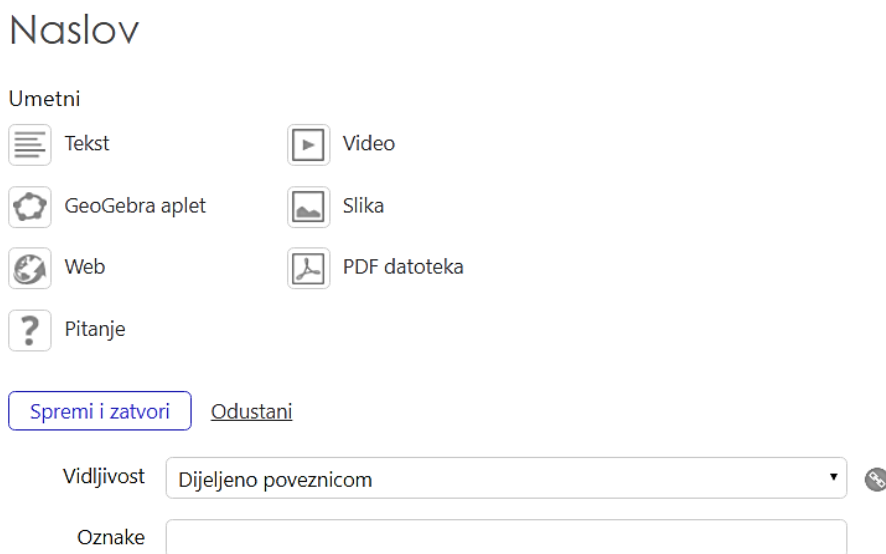 Naslov
Umetni
Tekst Video
GeoGebra aplet Slika
Web PDF datoteka
Pitanje
Spremi i zatvori Odustani
Vidljivost Dijeljeno poveznicom
Oznake